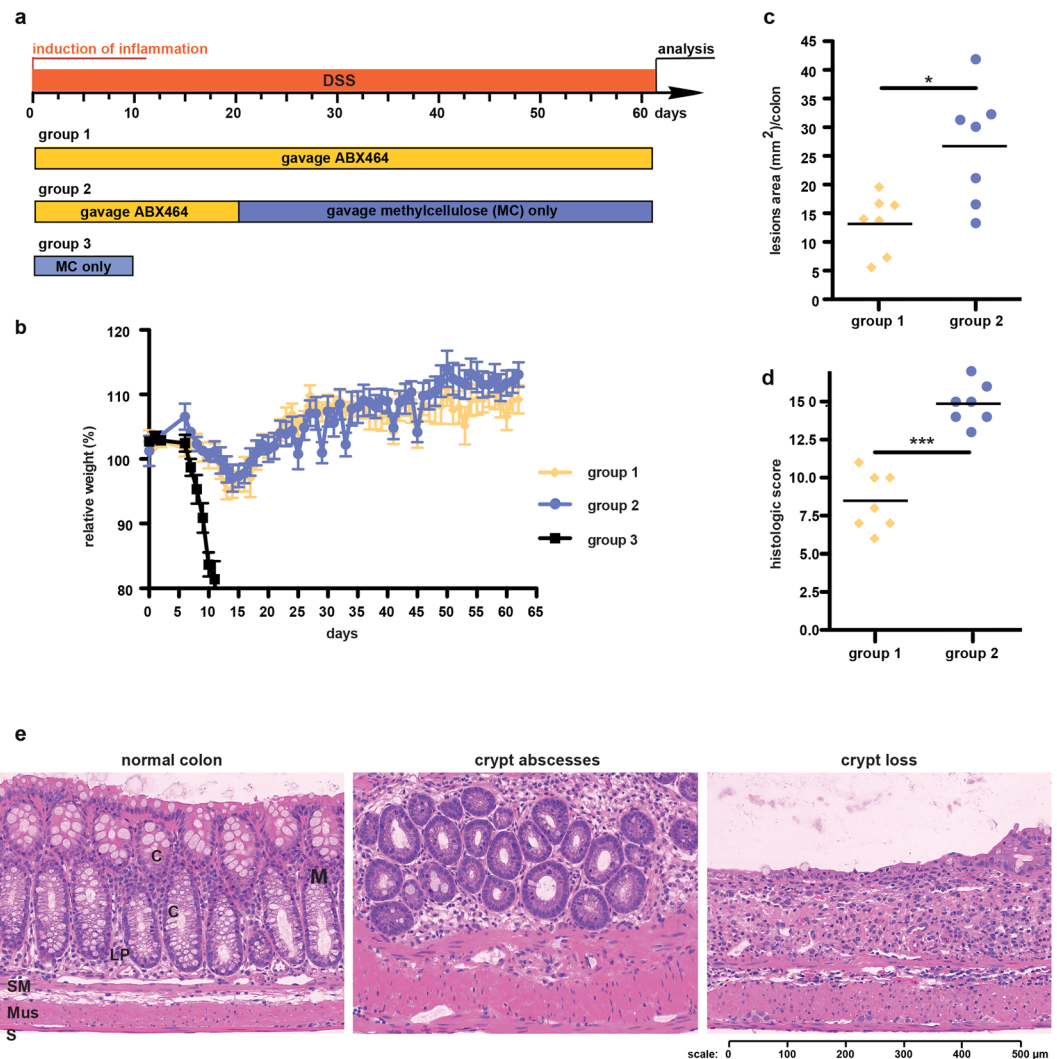 a
induction of inflammation
analysis
DSS
0 10 20 30 40 50 60 days
group 1
gavage ABX464
group 2
gavage ABX464 gavage methylcellulose (MC) only
group 3
MC only
b
120
110
100
90
80
relative weight (%)
0 5 10 15 20 25 30 35 40 45 50 55 60 65
days
group 1
group 2
group 3
c
45
40
35
30
25
20
15
10
5
0
lesions area (mm²)/colon
*
group 1 group 2
d
15.0
12.5
10.0
7.5
5.0
2.5
0.0
histologic score
***
group 1 group 2
e
normal colon crypt abscesses crypt loss
C
M
C
LP
SM
Mus
S
scale: 0 100 200 300 400 500 µm